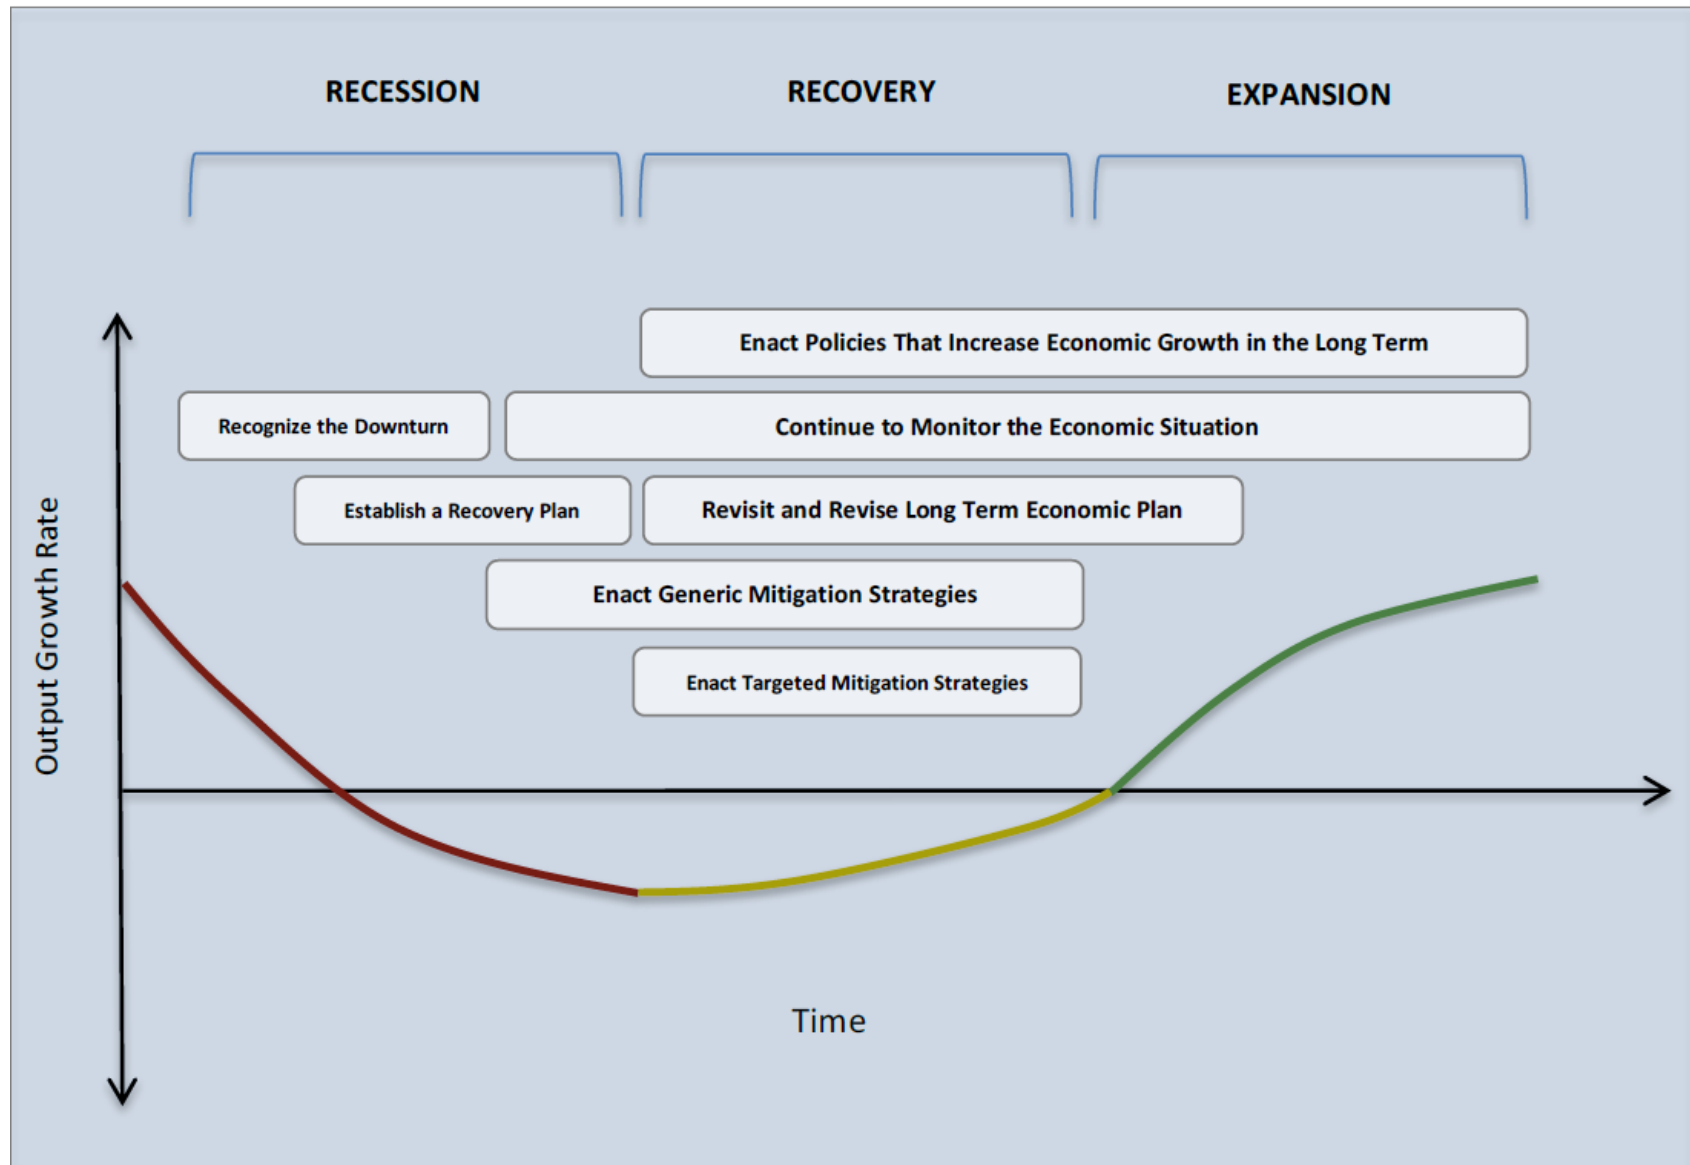 RECESSION
RECOVERY
EXPANSION
Enact Policies That Increase Economic Growth in the Long Term
Recognize the Downturn
Continue to Monitor the Economic Situation
Establish a Recovery Plan
Revisit and Revise Long Term Economic Plan
Enact Generic Mitigation Strategies
Enact Targeted Mitigation Strategies
Output Growth Rate
Time